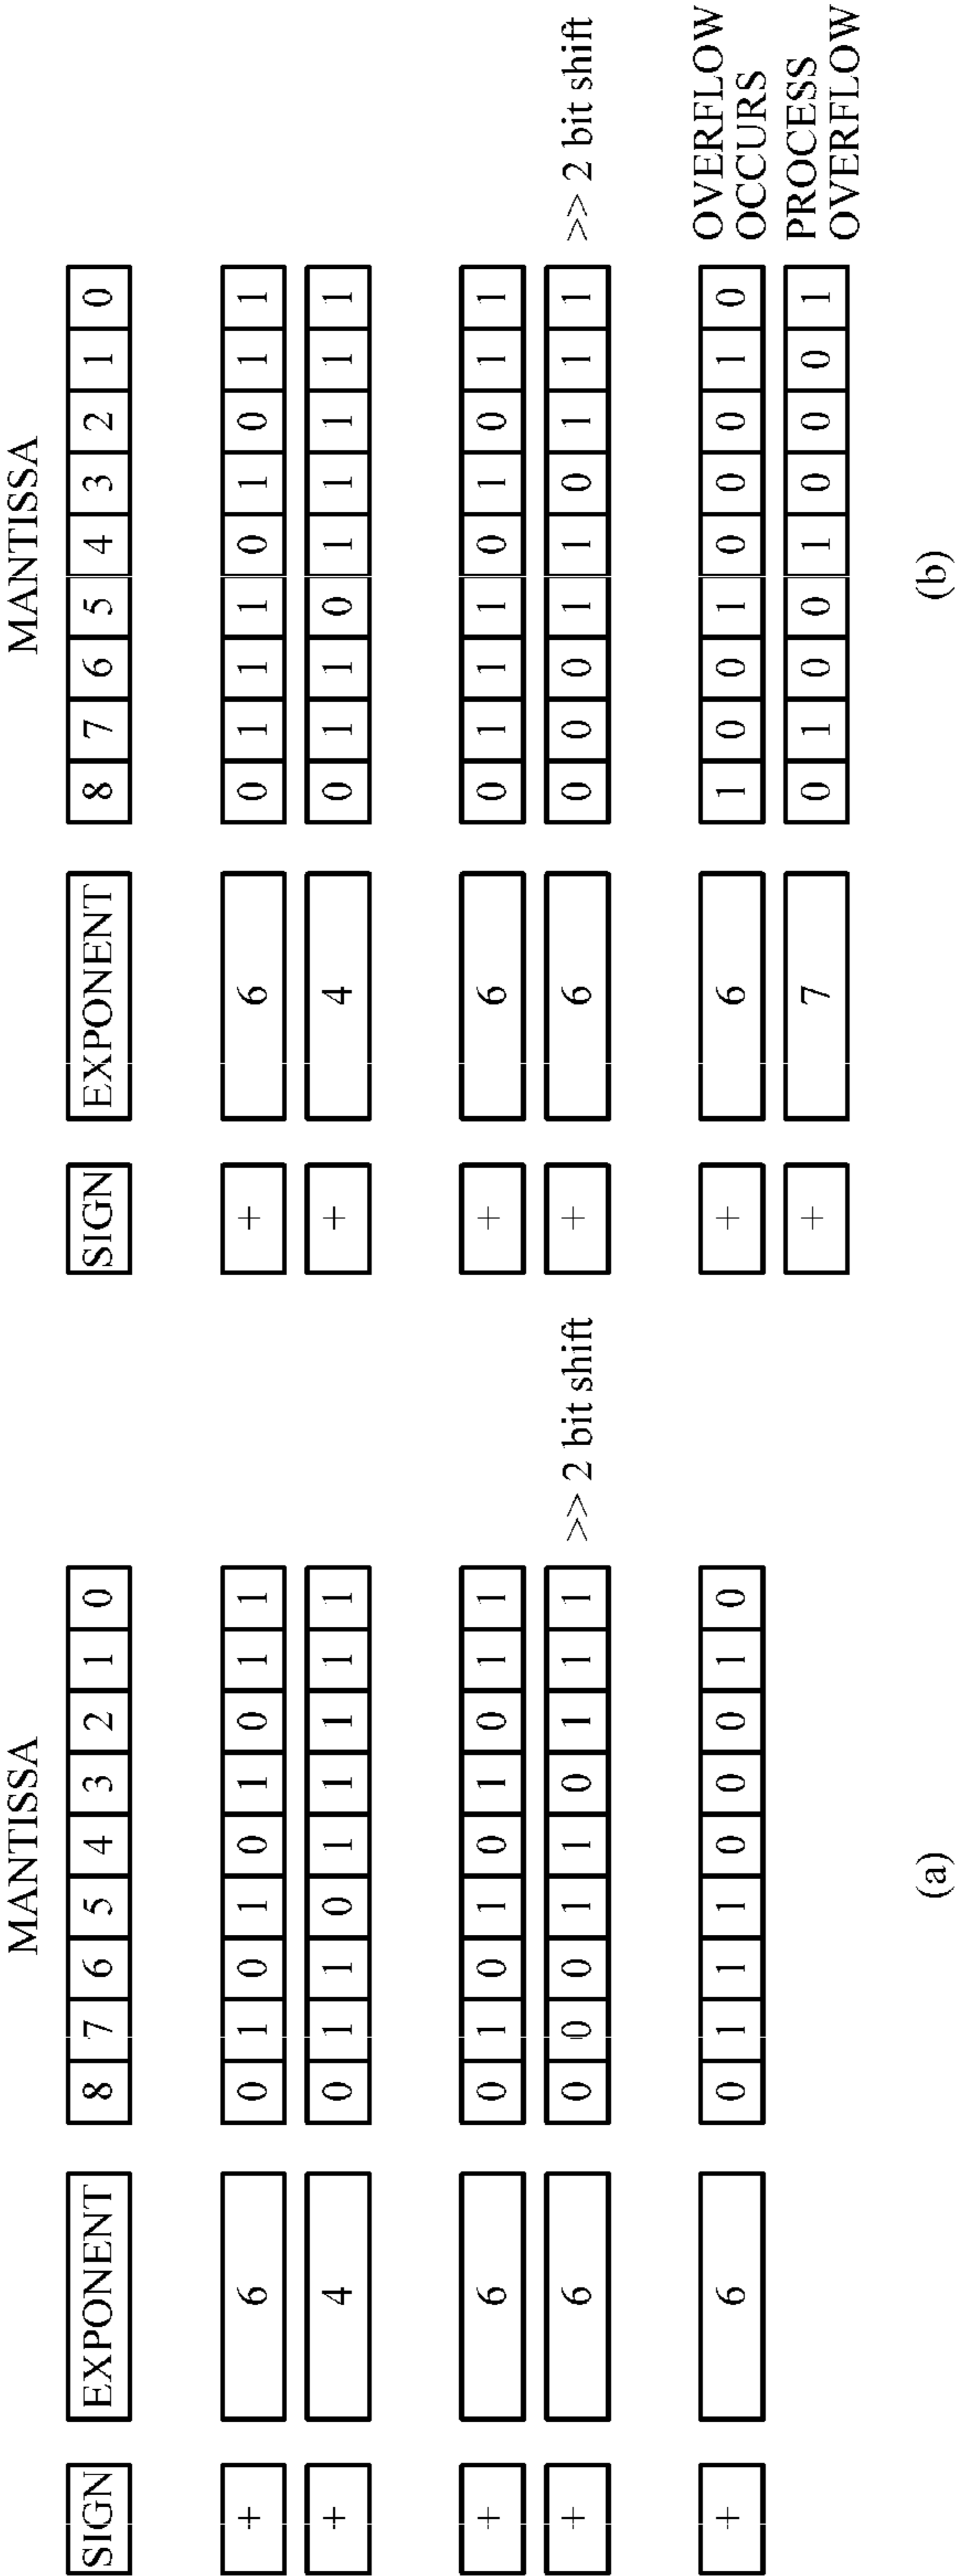 MANTISSA
SIGN EXPONENT 8 7 6 5 4 3 2 1 0
+ 6 0 1 0 1 0 1 0 1 1
+ 4 0 1 1 0 1 1 1 1 1
+ 6 0 1 0 1 0 1 0 1 1
+ 6 0 0 0 1 1 0 1 1 1 >> 2 bit shift
+ 6 0 1 1 1 0 0 0 1 0
(a)
MANTISSA
SIGN EXPONENT 8 7 6 5 4 3 2 1 0
+ 6 0 1 1 1 0 1 0 1 1
+ 4 0 1 1 0 1 1 1 1 1
+ 6 0 1 1 1 0 1 0 1 1
+ 6 0 0 0 1 1 0 1 1 1 >> 2 bit shift
+ 6 1 0 0 1 0 0 0 1 0 OVERFLOW
OCCURS
+ 7 0 1 0 0 1 0 0 0 1 PROCESS
OVERFLOW
(b)